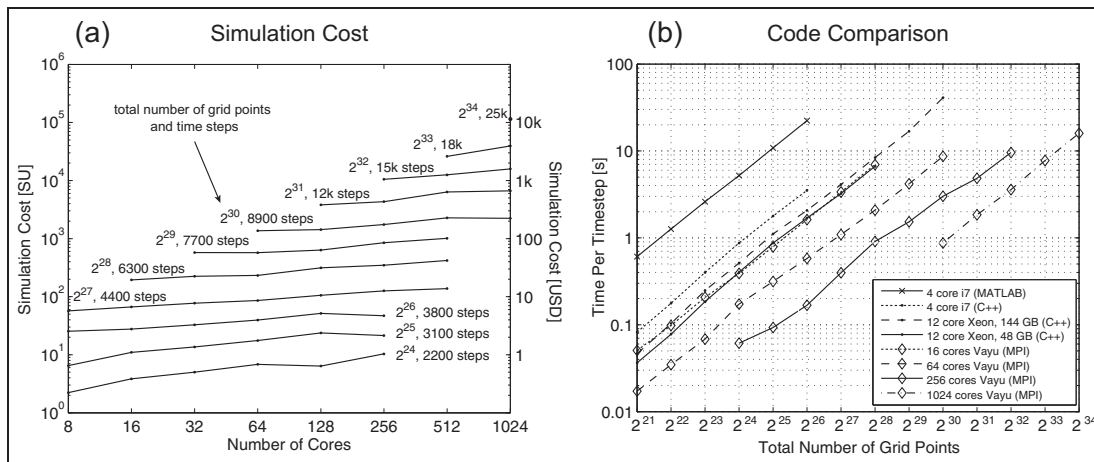 (a) Simulation Cost
10^6
10^5
10^4
10^3
10^2
10^1
10^0
Simulation Cost [SU]
total number of grid points
and time steps
2^34, 25k
2^33, 18k
2^32, 15k steps
2^31, 12k steps
2^30, 8900 steps
2^29, 7700 steps
2^28, 6300 steps
2^27, 4400 steps
2^26, 3800 steps
2^25, 3100 steps
2^24, 2200 steps
10k
1k
100
10
1
Simulation Cost [USD]
8 16 32 64 128 256 512 1024
Number of Cores
(b) Code Comparison
100
10
1
0.1
0.01
Time Per Timestep [s]
4 core i7 (MATLAB)
4 core i7 (C++)
12 core Xeon, 144 GB (C++)
12 core Xeon, 48 GB (C++)
16 cores Vayu (MPI)
64 cores Vayu (MPI)
256 cores Vayu (MPI)
1024 cores Vayu (MPI)
2^21 2^22 2^23 2^24 2^25 2^26 2^27 2^28 2^29 2^30 2^31 2^32 2^33 2^34
Total Number of Grid Points